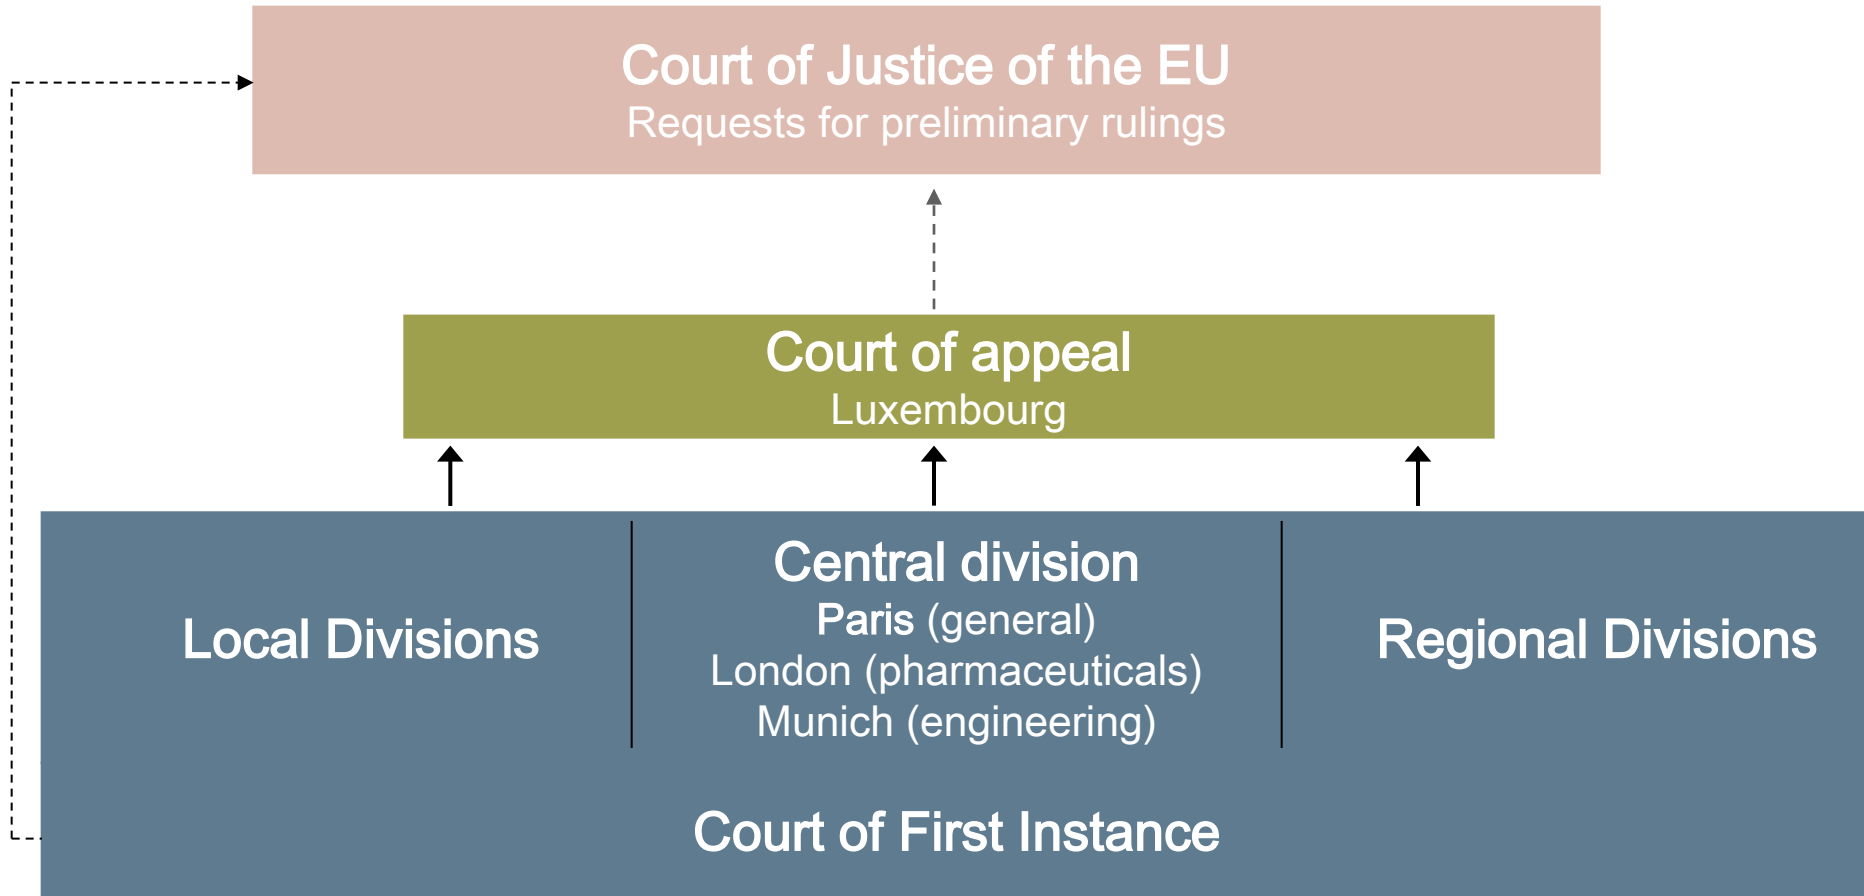 Court of Justice of the EU
Requests for preliminary rulings
Court of appeal
Luxembourg
Local Divisions
Central division
Paris (general)
London (pharmaceuticals)
Munich (engineering)
Regional Divisions
Court of First Instance